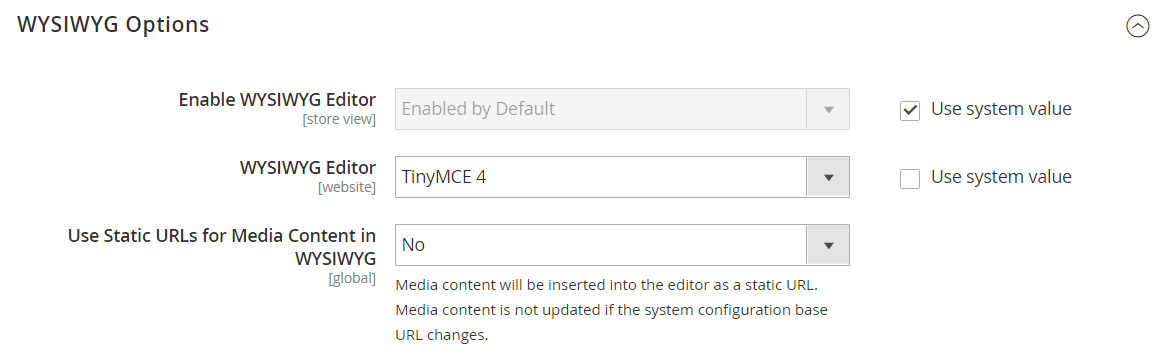 WYSIWYG Options
Enable WYSIWYG Editor
[store view]
Enabled by Default
Use system value
WYSIWYG Editor
[website]
TinyMCE 4
Use system value
Use Static URLs for Media Content in
WYSIWYG
[global]
No
Media content will be inserted into the editor as a static URL.
Media content is not updated if the system configuration base
URL changes.